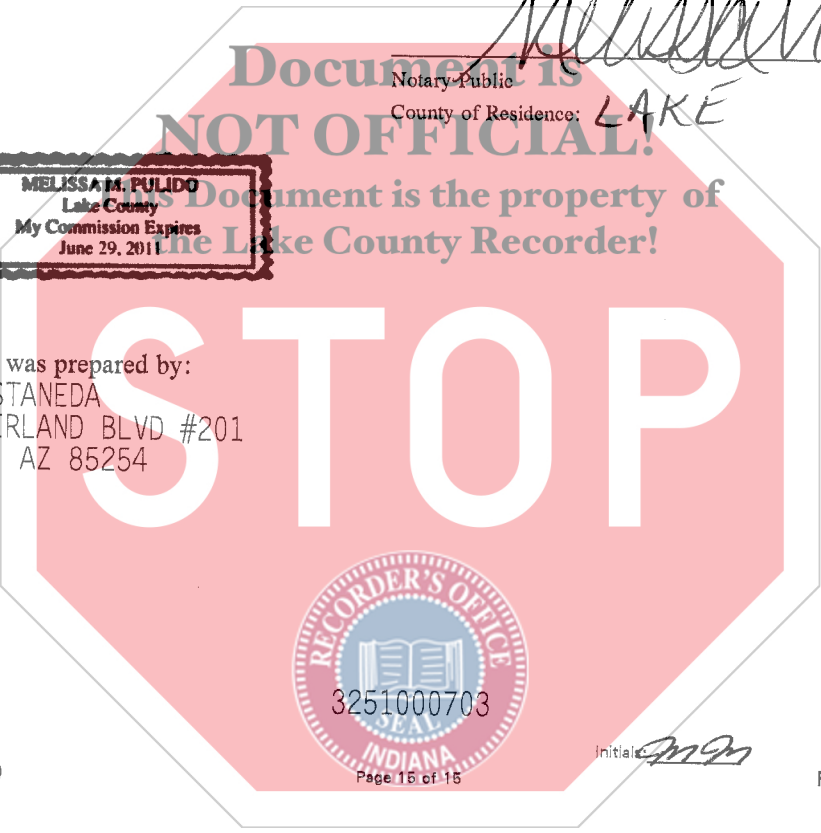 Document is
Notary Public
County of Residence: LAKE
NOT OFFICIAL!
MELISSA M. PULIDO
Lake County
My Commission Expires
June 29, 2011
This Document is the property of
the Lake County Recorder!
STOP
was prepared by:
STANEDA
ERLAND BLVD #201
AZ 85254
RECORDER'S OFFICE
3251000703
SEAL
INDIANA
Page 15 of 15
Initials: MM